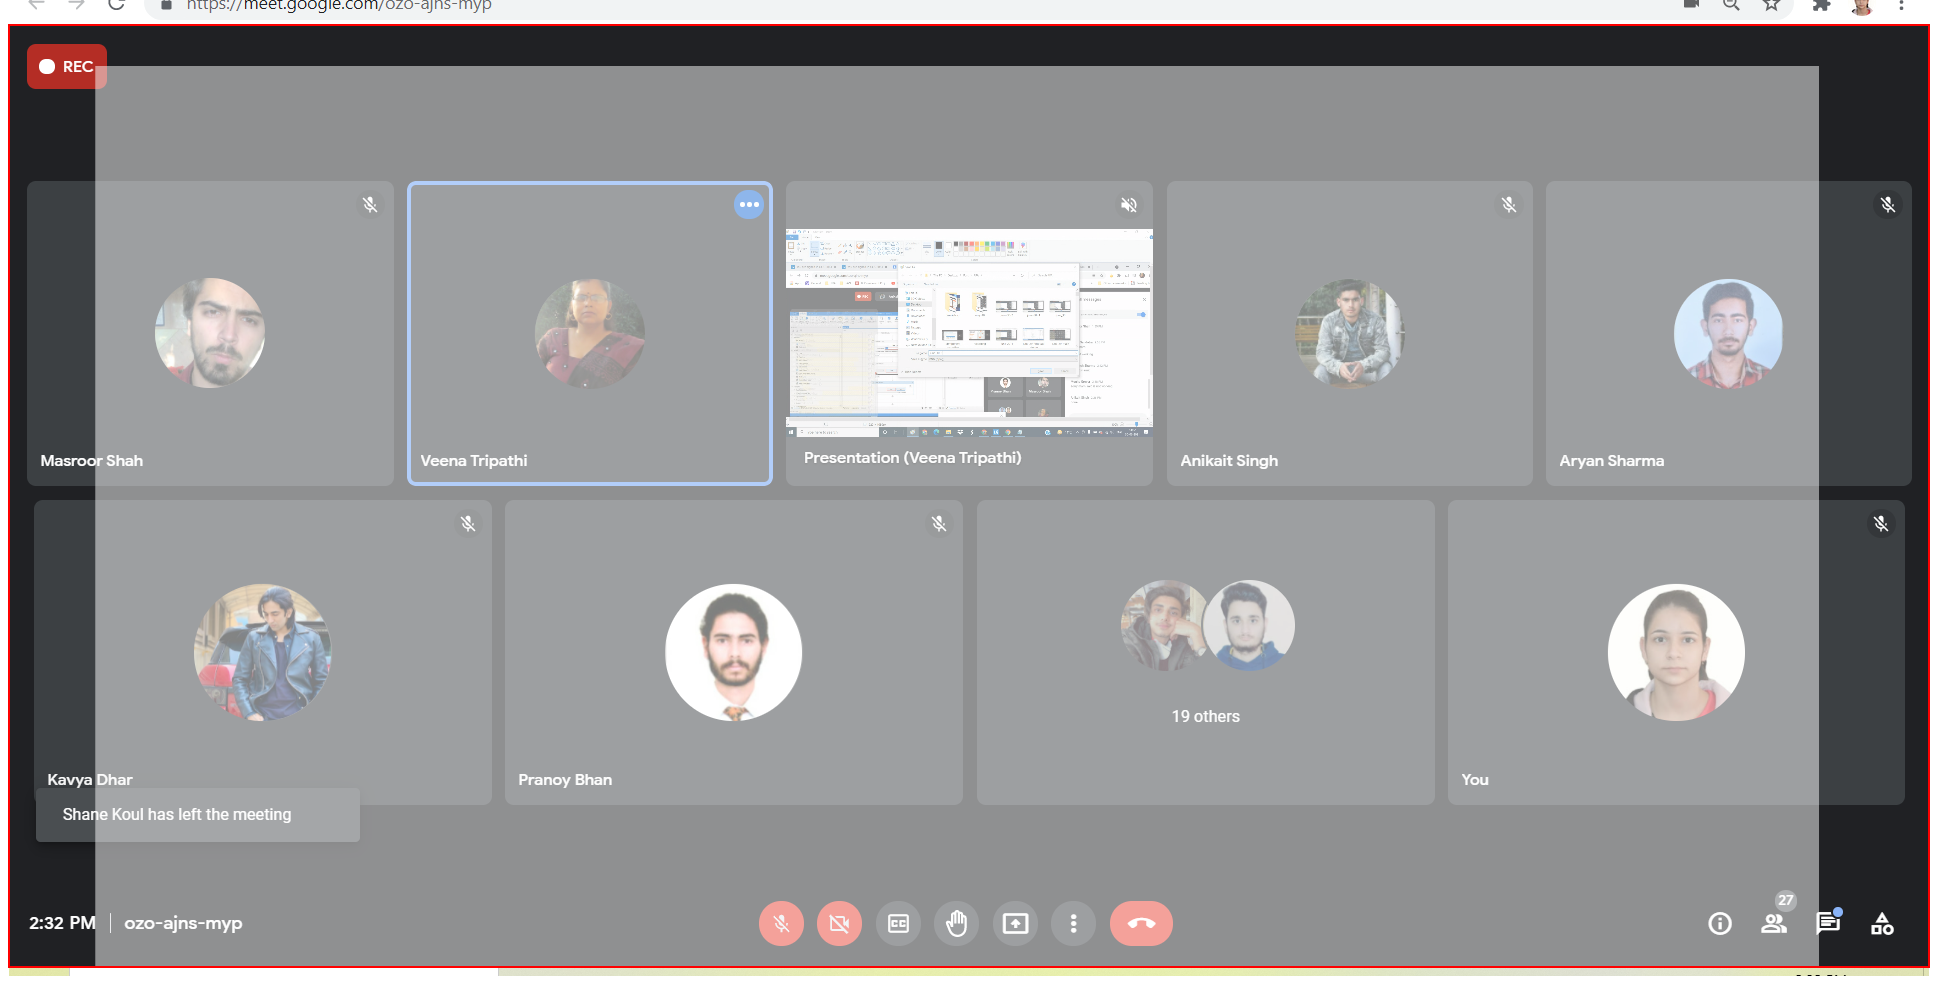 https://meet.google.com/ozo-ajns-myp
REC
Masroor Shah
Veena Tripathi
Presentation (Veena Tripathi)
Anikait Singh
Aryan Sharma
Kavya Dhar
Pranoy Bhan
19 others
You
Shane Koul has left the meeting
2:32 PM | ozo-ajns-myp
CC
27